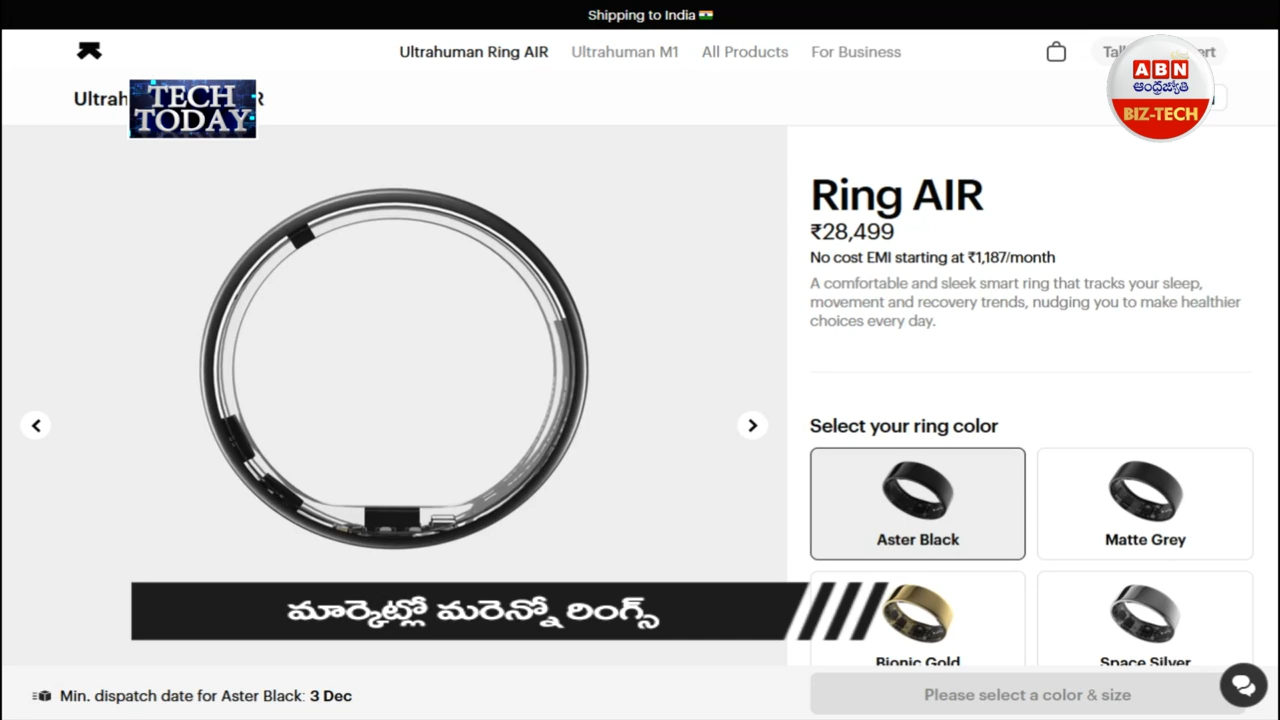 Shipping to India
Ultrahuman Ring AIR
Ultrahuman M1
All Products
For Business
ABN
ఆంధ్రజ్యోతి
BIZ-TECH
TECH
TODAY
Ring AIR
₹28,499
No cost EMI starting at ₹1,187/month
A comfortable and sleek smart ring that tracks your sleep,
movement and recovery trends, nudging you to make healthier
choices every day.
Select your ring color
Aster Black
Matte Grey
Bionic Gold
Space Silver
మార్కెట్లో మరెన్నో రింగ్స్
Min. dispatch date for Aster Black: 3 Dec
Please select a color & size